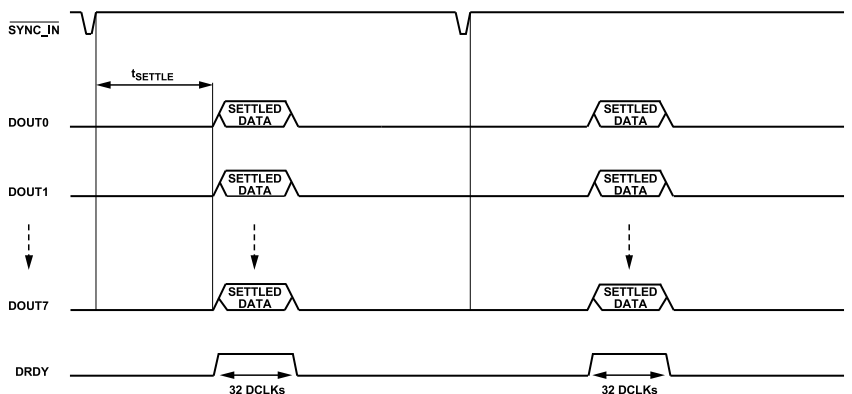 SYNC_IN
tSETTLE
DOUT0
SETTLED
DATA
SETTLED
DATA
DOUT1
SETTLED
DATA
SETTLED
DATA
DOUT7
SETTLED
DATA
SETTLED
DATA
DRDY
32 DCLKs
32 DCLKs